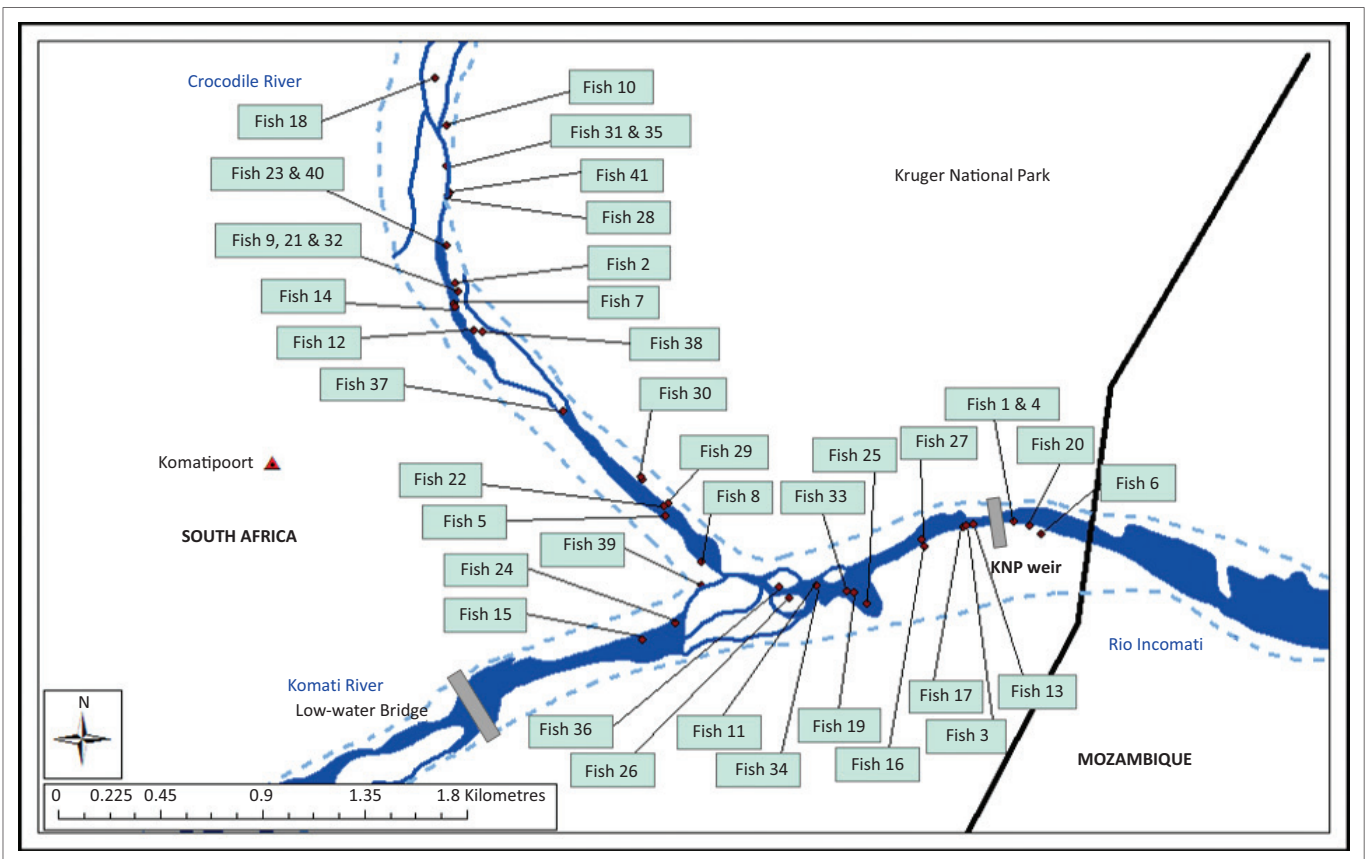 Crocodile River
Fish 10
Fish 18
Fish 31 & 35
Fish 23 & 40
Fish 41
Kruger National Park
Fish 28
Fish 9, 21 & 32
Fish 2
Fish 14
Fish 7
Fish 12
Fish 38
Fish 37
Fish 30
Fish 1 & 4
Fish 27
Fish 20
Komatipoort
Fish 29
Fish 25
Fish 22
Fish 8
Fish 33
Fish 6
Fish 5
SOUTH AFRICA
Fish 39
KNP weir
Fish 24
Fish 15
Rio Incomati
Komati River
Low-water Bridge
Fish 17
Fish 13
N
Fish 36
Fish 11
Fish 19
Fish 3
Fish 26
Fish 34
Fish 16
MOZAMBIQUE
0 0.225 0.45 0.9 1.35 1.8 Kilometres